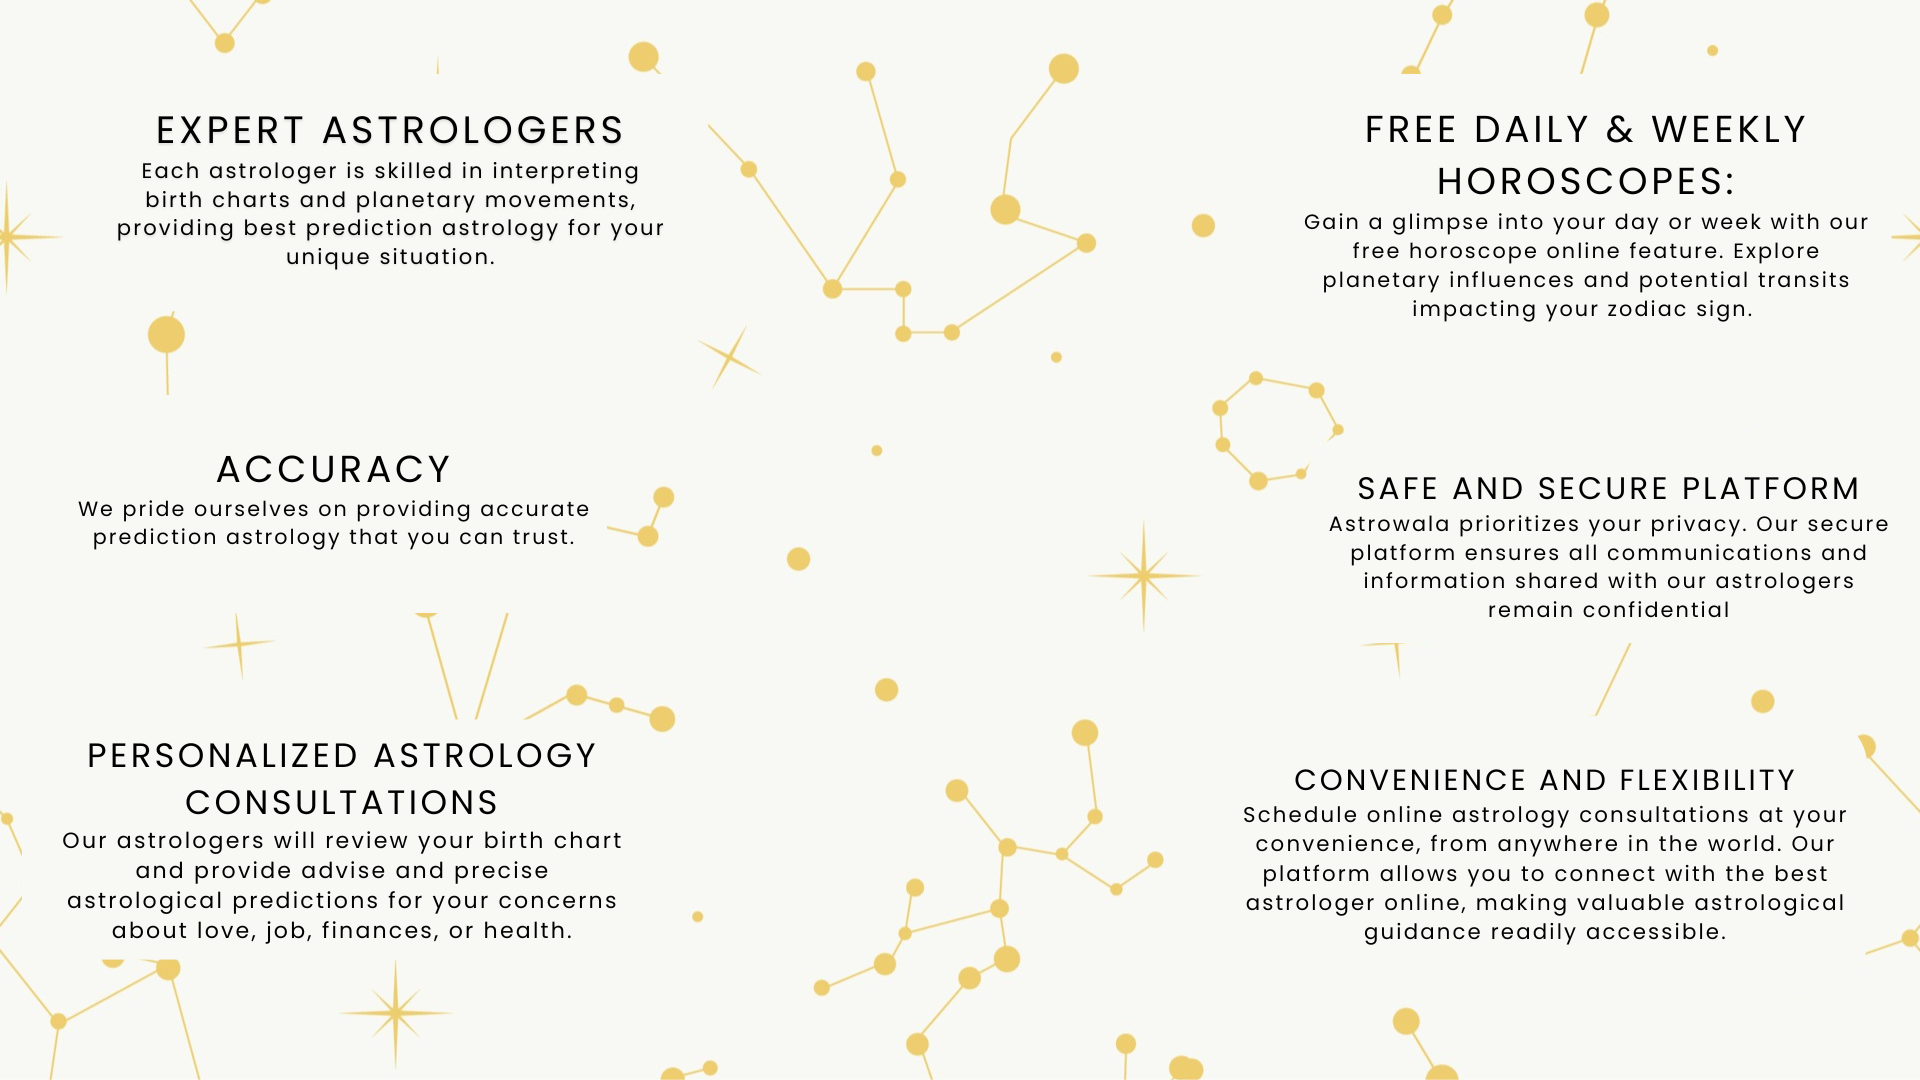 EXPERT ASTROLOGERS
Each astrologer is skilled in interpreting
birth charts and planetary movements,
providing best prediction astrology for your
unique situation.
ACCURACY
We pride ourselves on providing accurate
prediction astrology that you can trust.
PERSONALIZED ASTROLOGY
CONSULTATIONS
Our astrologers will review your birth chart
and provide advise and precise
astrological predictions for your concerns
about love, job, finances, or health.
FREE DAILY & WEEKLY
HOROSCOPES:
Gain a glimpse into your day or week with our
free horoscope online feature. Explore
planetary influences and potential transits
impacting your zodiac sign.
SAFE AND SECURE PLATFORM
Astrowala prioritizes your privacy. Our secure
platform ensures all communications and
information shared with our astrologers
remain confidential
CONVENIENCE AND FLEXIBILITY
Schedule online astrology consultations at your
convenience, from anywhere in the world. Our
platform allows you to connect with the best
astrologer online, making valuable astrological
guidance readily accessible.